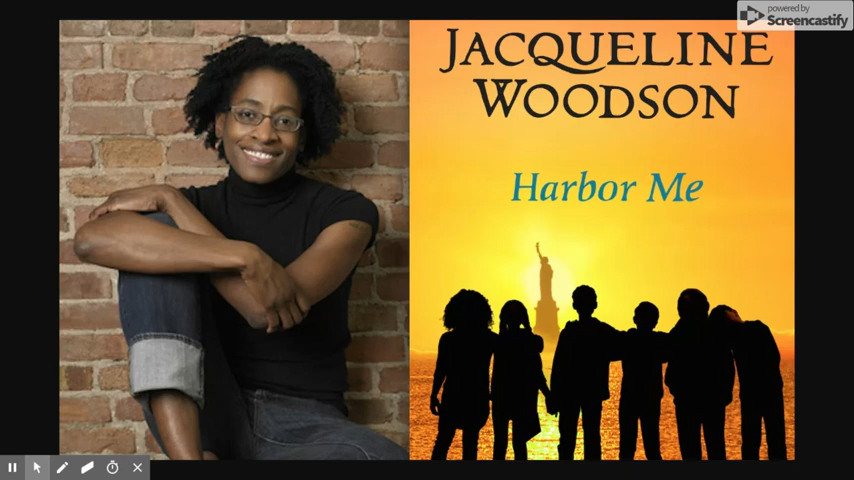 powered by
Screencastify
JACQUELINE
WOODSON
Harbor Me